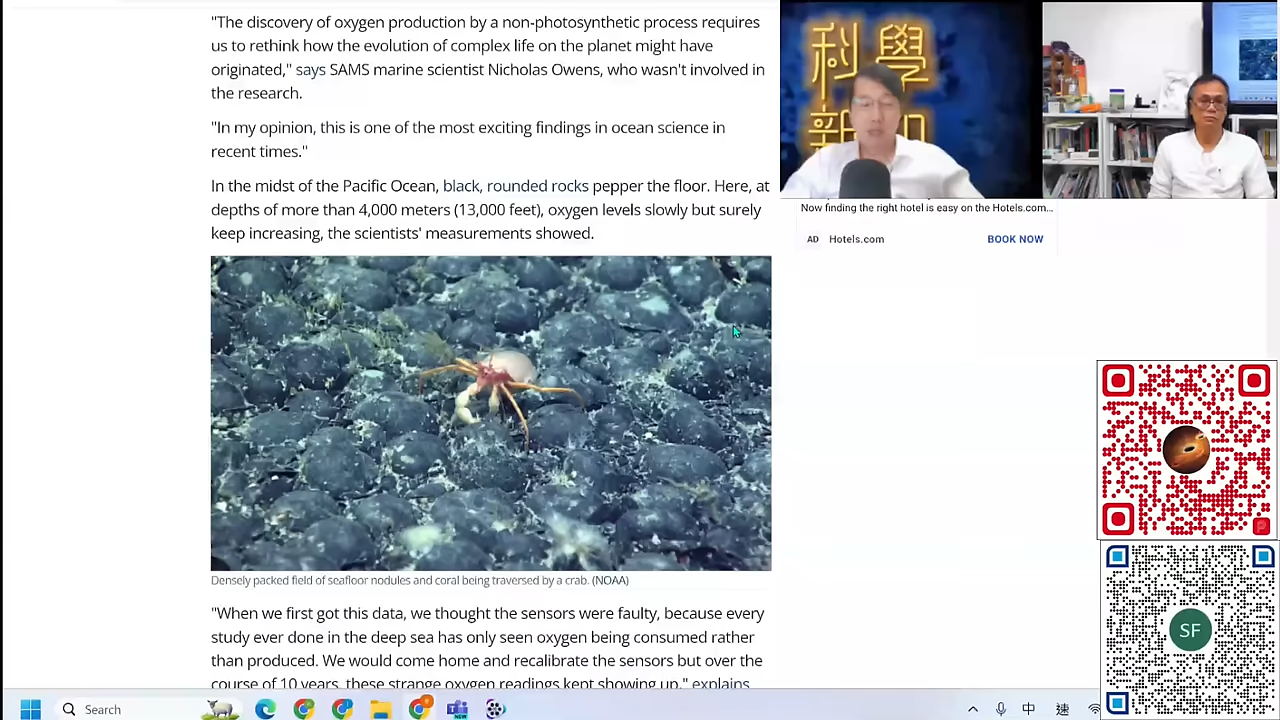 "The discovery of oxygen production by a non-photosynthetic process requires
us to rethink how the evolution of complex life on the planet might have
originated," says SAMS marine scientist Nicholas Owens, who wasn't involved in
the research.
"In my opinion, this is one of the most exciting findings in ocean science in
recent times."
In the midst of the Pacific Ocean, black, rounded rocks pepper the floor. Here, at
depths of more than 4,000 meters (13,000 feet), oxygen levels slowly but surely
keep increasing, the scientists' measurements showed.
Densely packed field of seafloor nodules and coral being traversed by a crab. (NOAA)
"When we first got this data, we thought the sensors were faulty, because every
study ever done in the deep sea has only seen oxygen being consumed rather
than produced. We would come home and recalibrate the sensors but over the
course of 10 years, these strange oxygen readings kept showing up," explains
科學
新知
Now finding the right hotel is easy on the Hotels.com...
AD Hotels.com BOOK NOW
SF
Search
中
速